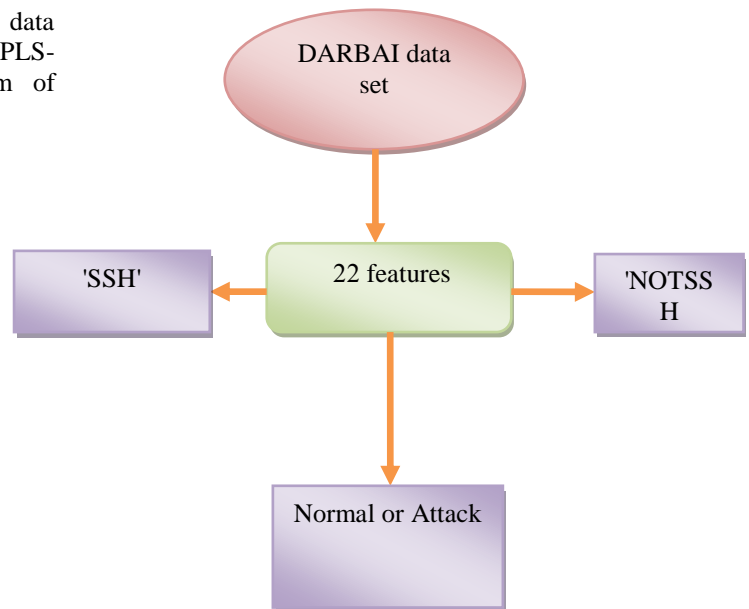 data
PLS-
m of
DARBAI data
set
22 features
'SSH'
'NOTSS
H
Normal or Attack